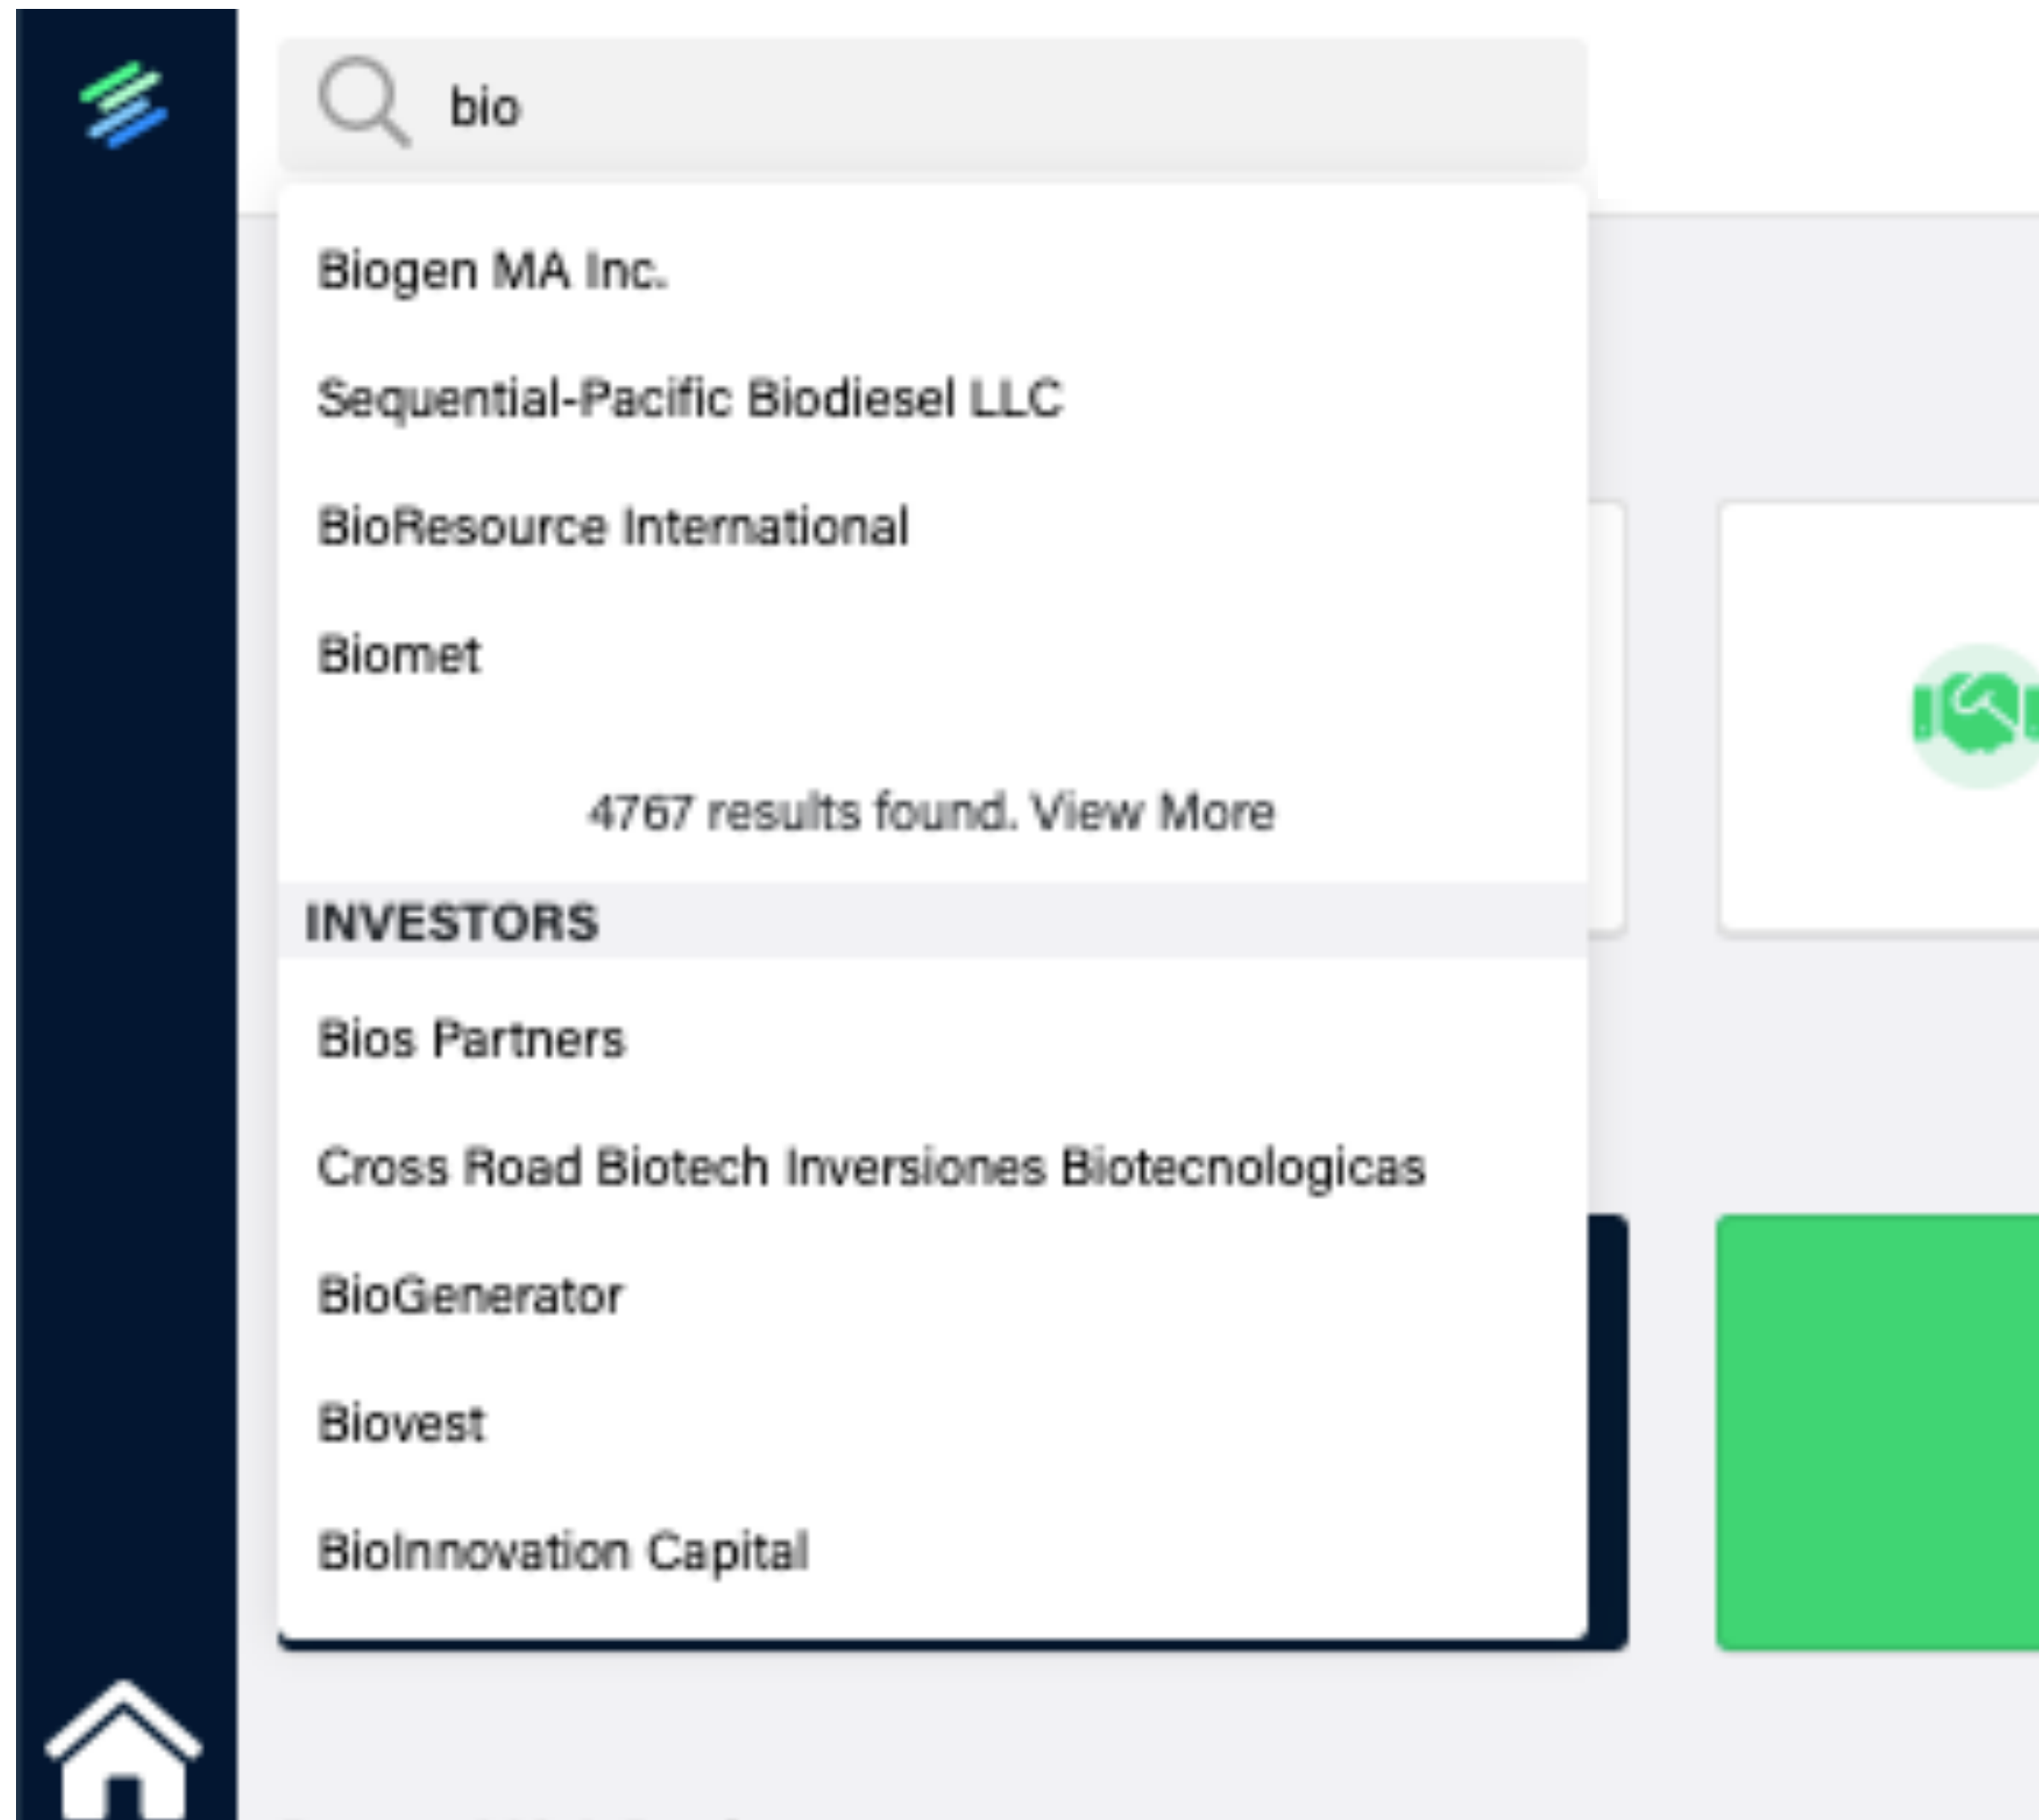 bio
Biogen MA Inc.
Sequential-Pacific Biodiesel LLC
BioResource International
Biomet
4767 results found. View More
INVESTORS
Bios Partners
Cross Road Biotech Inversiones Biotecnologicas
BioGenerator
Biovest
BioInnovation Capital